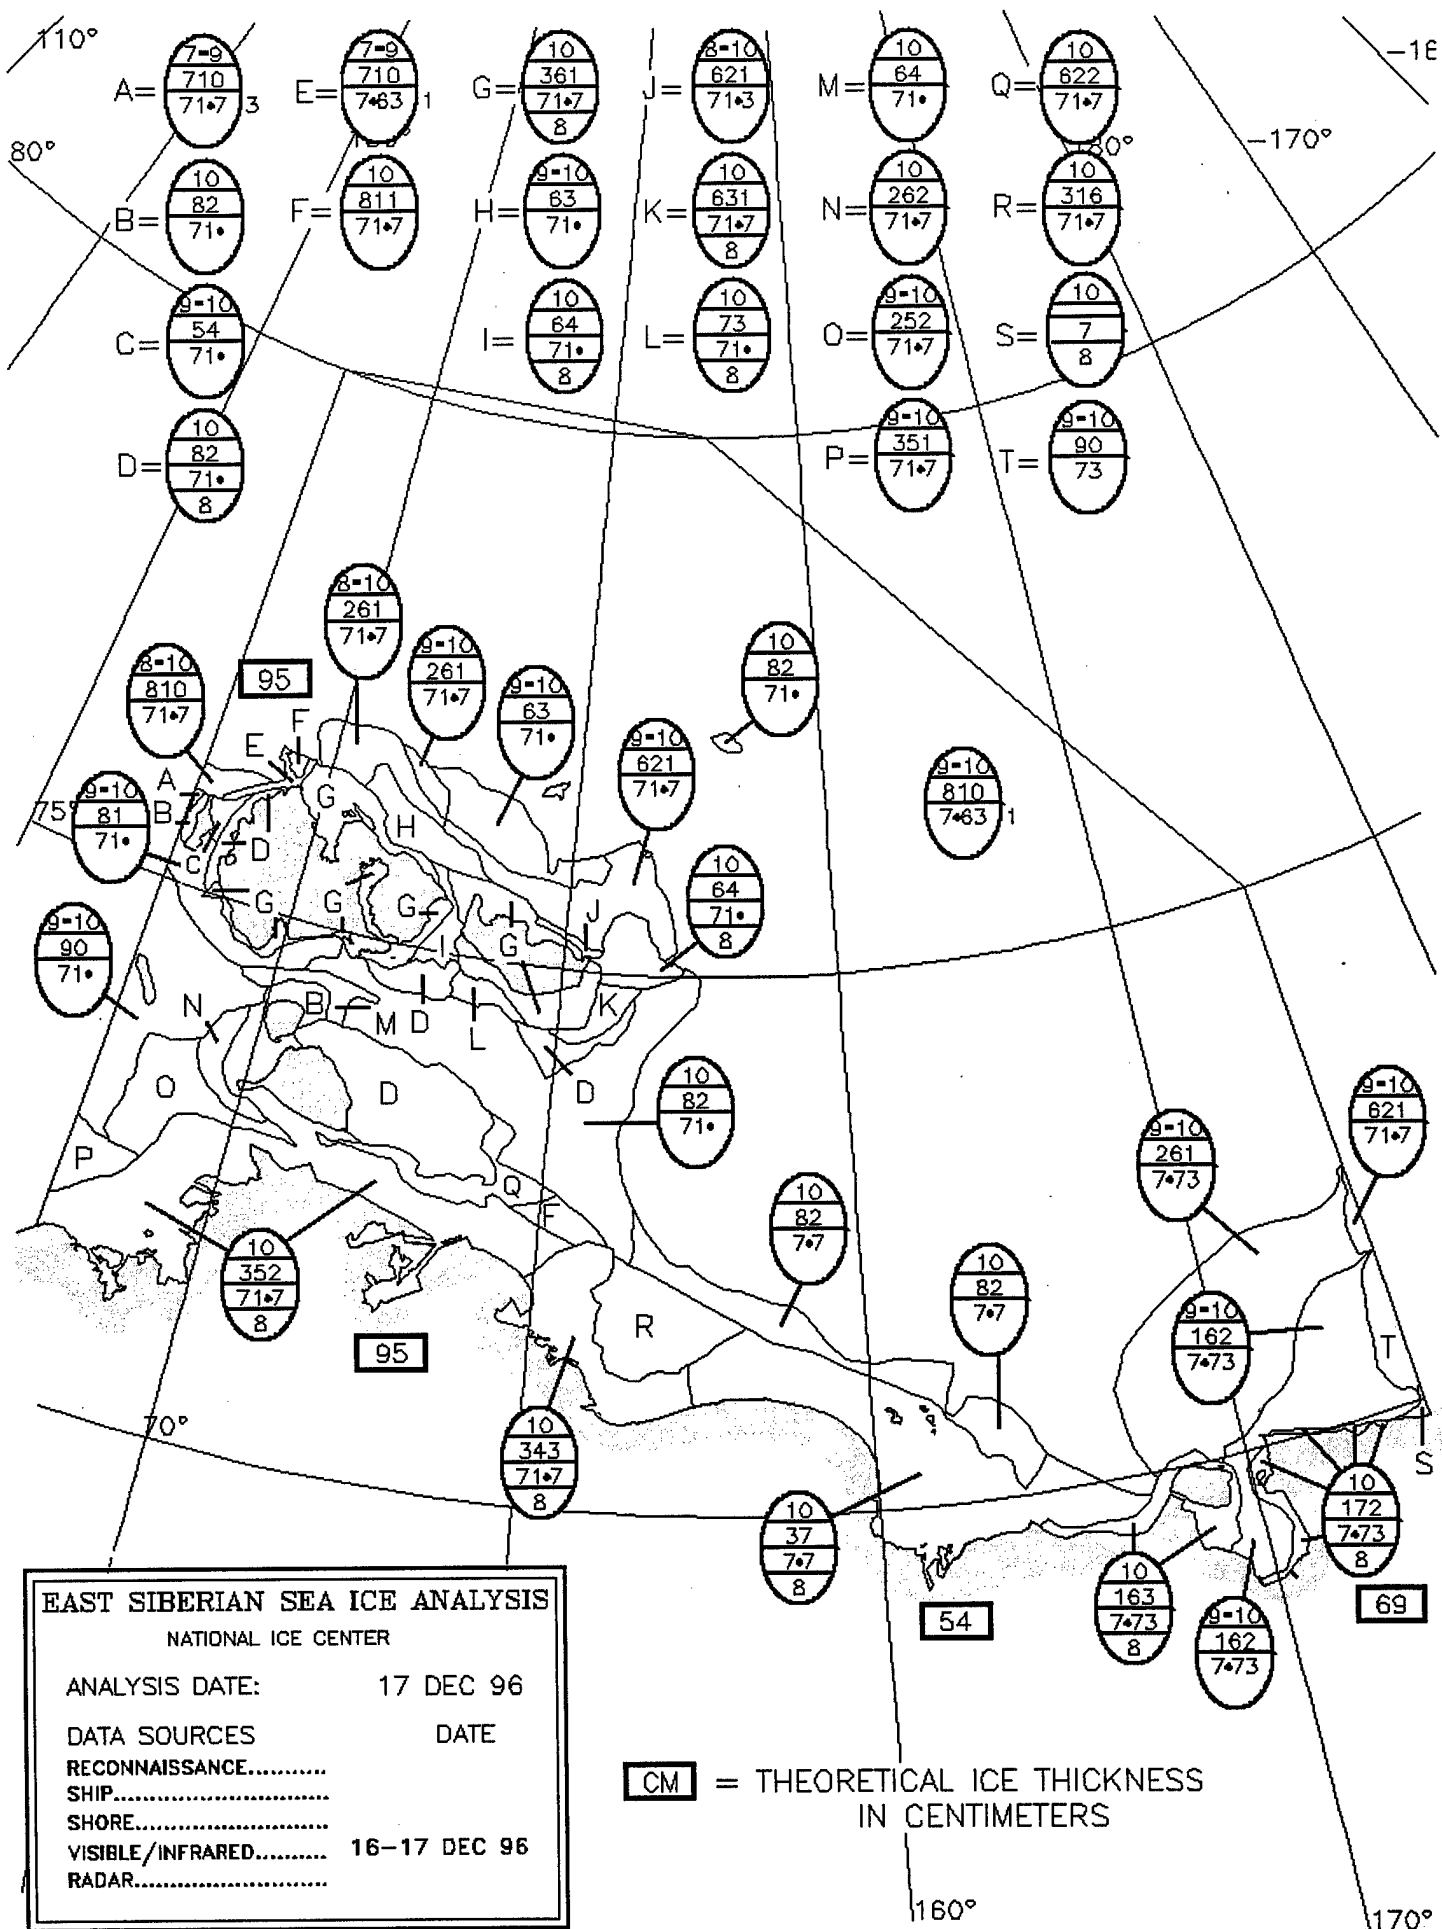 110°
80°
-170°
A=
7-9
710
71•7
3
E=
7-9
710
7•63
1
G=
10
361
71•7
8
J=
8-10
621
71•3
M=
10
64
71•
Q=
10
622
71•7
B=
10
82
71•
F=
10
811
71•7
H=
9-10
63
71•
K=
10
631
71•7
8
N=
10
262
71•7
R=
10
316
71•7
C=
9-10
54
71•
I=
10
64
71•
8
L=
10
73
71•
8
O=
9-10
252
71•7
S=
10
7
8
D=
10
82
71•
8
P=
9-10
351
71•7
T=
9-10
90
73
8-10
261
71•7
8-10
810
71•7
95
9-10
261
71•7
9-10
63
71•
10
82
71•
9-10
621
71•7
9-10
810
7•63
1
F
E
A
B
75°
9-10
81
71•
G
H
C
D
G
G
G
I
J
G
I
10
64
71•
8
9-10
90
71•
N
B
M
D
L
K
O
D
D
10
82
71•
P
Q
F
9-10
621
71•7
9-10
261
7•73
10
82
7•7
10
82
7•7
10
352
71•7
8
9-10
162
7•73
R
T
95
70°
10
343
71•7
8
S
10
37
7•7
8
10
172
7•73
8
10
163
7•73
8
9-10
162
7•73
54
69
EAST SIBERIAN SEA ICE ANALYSIS
NATIONAL ICE CENTER
ANALYSIS DATE: 17 DEC 96
DATA SOURCES DATE
RECONNAISSANCE...........
SHIP.............................
SHORE..........................
VISIBLE/INFRARED.......... 16-17 DEC 96
RADAR..........................
CM = THEORETICAL ICE THICKNESS
IN CENTIMETERS
160°
170°